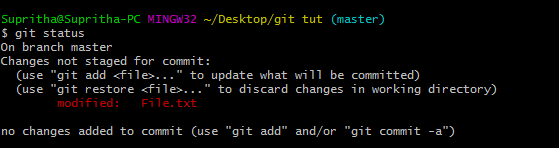 Supritha@Supritha-PC MINGW32 ~/Desktop/git tut (master)
$ git status
On branch master
Changes not staged for commit:
  (use "git add <file>..." to update what will be committed)
  (use "git restore <file>..." to discard changes in working directory)
        modified:   File.txt

no changes added to commit (use "git add" and/or "git commit -a")